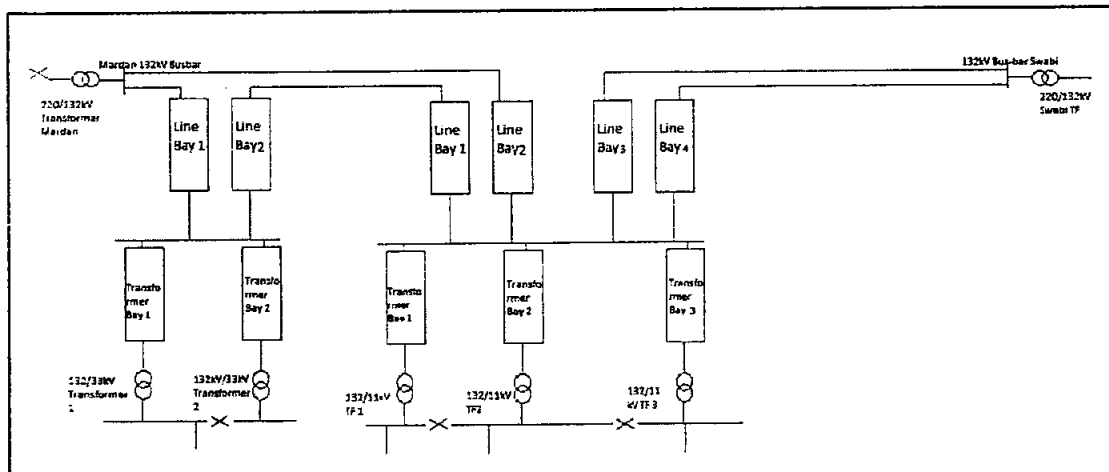 Mardan 132kV Busbar
132kV Bus-bar Swabi
220/132kV
Transformer
Mardan
220/132kV
Swabi TF
Line
Bay 1
Line
Bay2
Line
Bay 1
Line
Bay2
Line
Bay3
Line
Bay4
Transfo
rmer
Bay 1
Transfo
rmer
Bay 2
Transfo
rmer
Bay 1
Transfo
rmer
Bay 2
Transfo
rmer
Bay 3
132/33kV
Transformer
1
132kV/33kV
Transformer
2
132/11kV
TF 1
132/11kV
TF2
132/11
kV TF 3